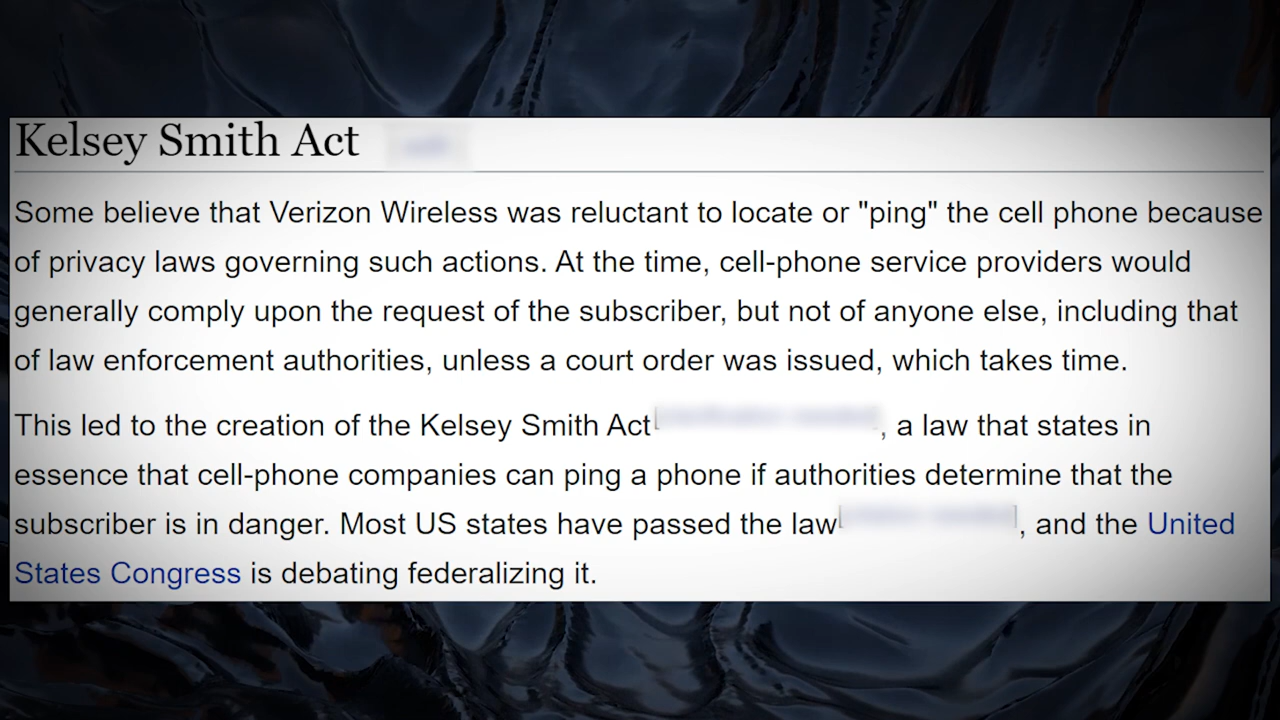 Kelsey Smith Act
Some believe that Verizon Wireless was reluctant to locate or "ping" the cell phone because
of privacy laws governing such actions. At the time, cell-phone service providers would
generally comply upon the request of the subscriber, but not of anyone else, including that
of law enforcement authorities, unless a court order was issued, which takes time.
This led to the creation of the Kelsey Smith Act[ , a law that states in
essence that cell-phone companies can ping a phone if authorities determine that the
subscriber is in danger. Most US states have passed the law[ ], and the United
States Congress is debating federalizing it.